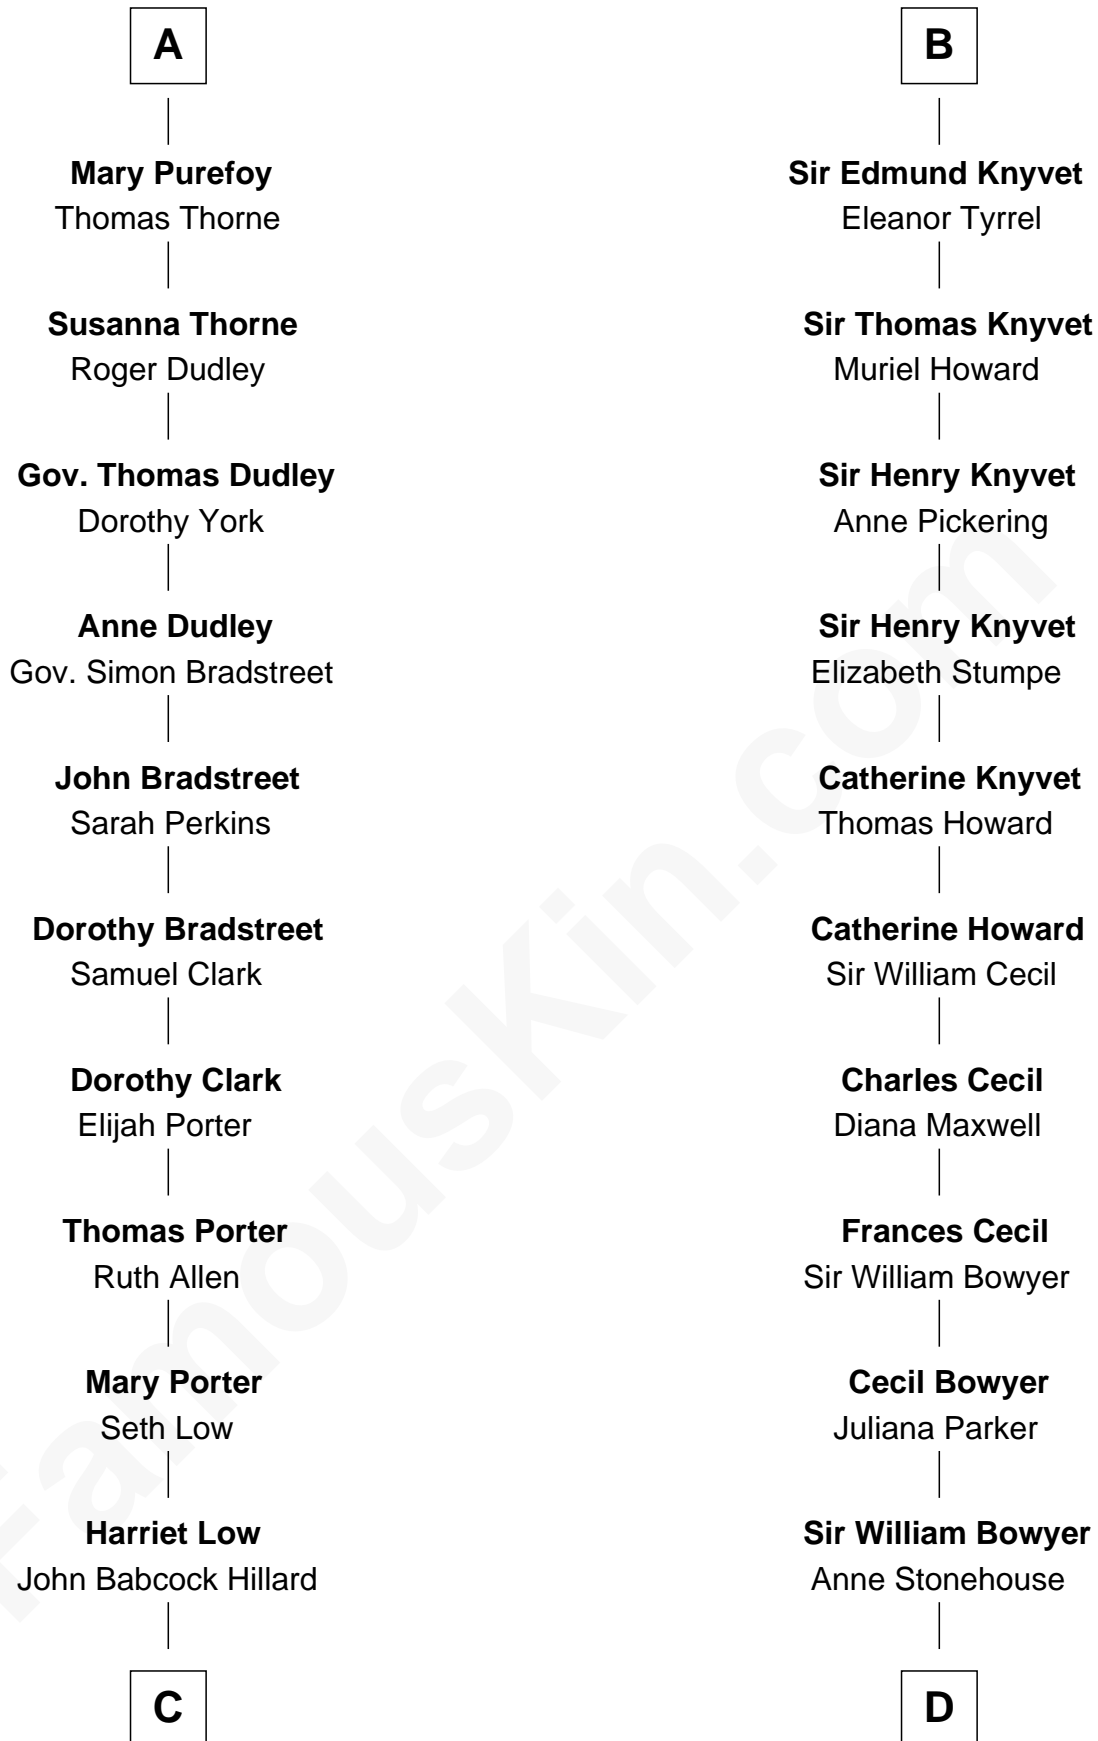 A
Mary Purefoy
Thomas Thorne
Susanna Thorne
Roger Dudley
Gov. Thomas Dudley
Dorothy York
Anne Dudley
Gov. Simon Bradstreet
John Bradstreet
Sarah Perkins
Dorothy Bradstreet
Samuel Clark
Dorothy Clark
Elijah Porter
Thomas Porter
Ruth Allen
Mary Porter
Seth Low
Harriet Low
John Babcock Hillard
C
B
Sir Edmund Knyvet
Eleanor Tyrrel
Sir Thomas Knyvet
Muriel Howard
Sir Henry Knyvet
Anne Pickering
Sir Henry Knyvet
Elizabeth Stumpe
Catherine Knyvet
Thomas Howard
Catherine Howard
Sir William Cecil
Charles Cecil
Diana Maxwell
Frances Cecil
Sir William Bowyer
Cecil Bowyer
Juliana Parker
Sir William Bowyer
Anne Stonehouse
D
FamousKin.com